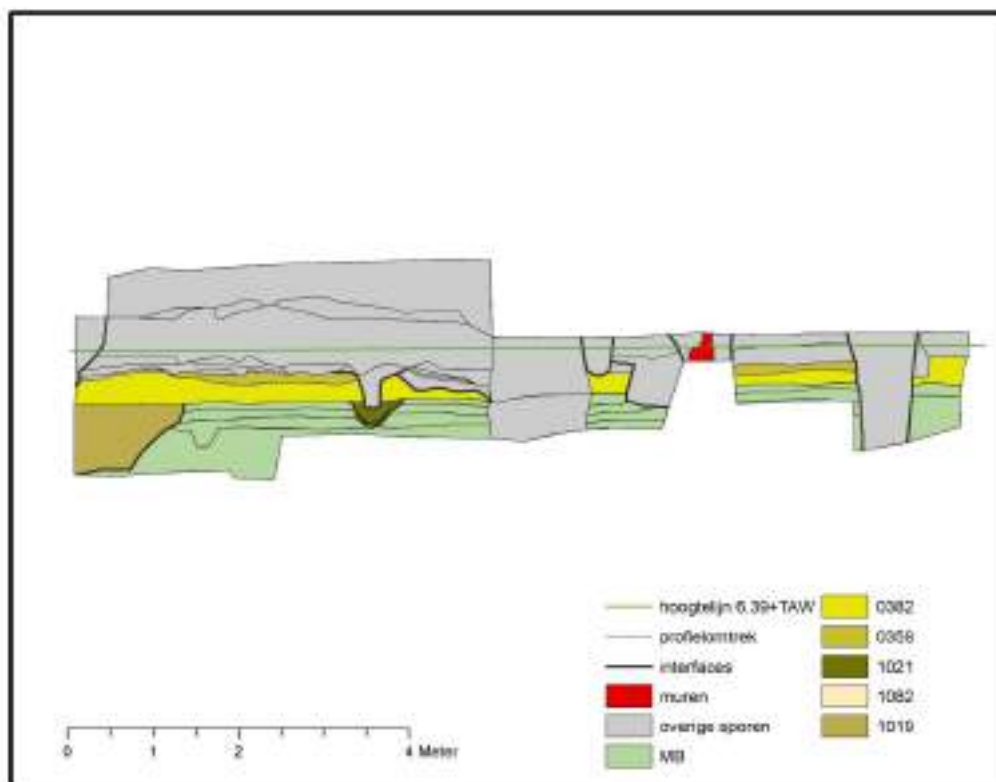 hoogtelijn 6.39+TAW
profielomtrek
interfaces
muren
overige sporen
MB
0382
0358
1021
1082
1019
0 1 2 4 Meter